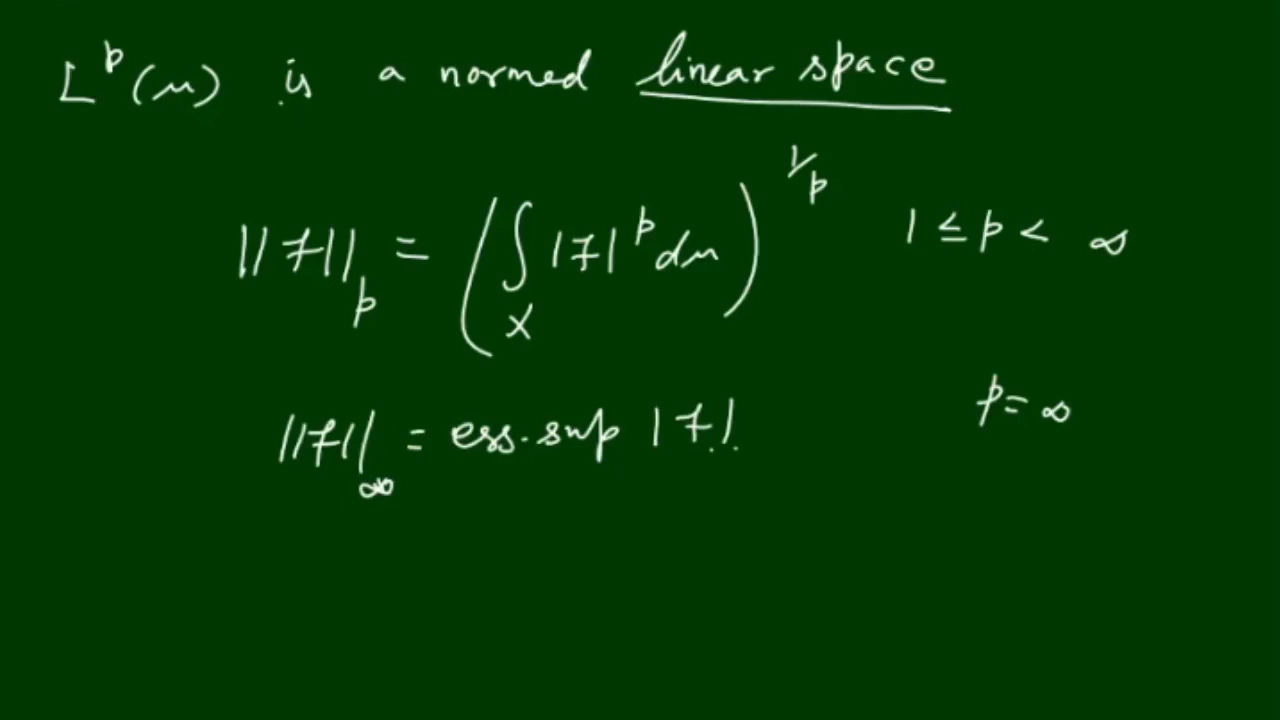 L^p(μ) is a normed linear space
||f||_p = (∫_X |f|^p dμ)^{1/p} 1 ≤ p < ∞
||f||_∞ = ess.sup |f| p = ∞